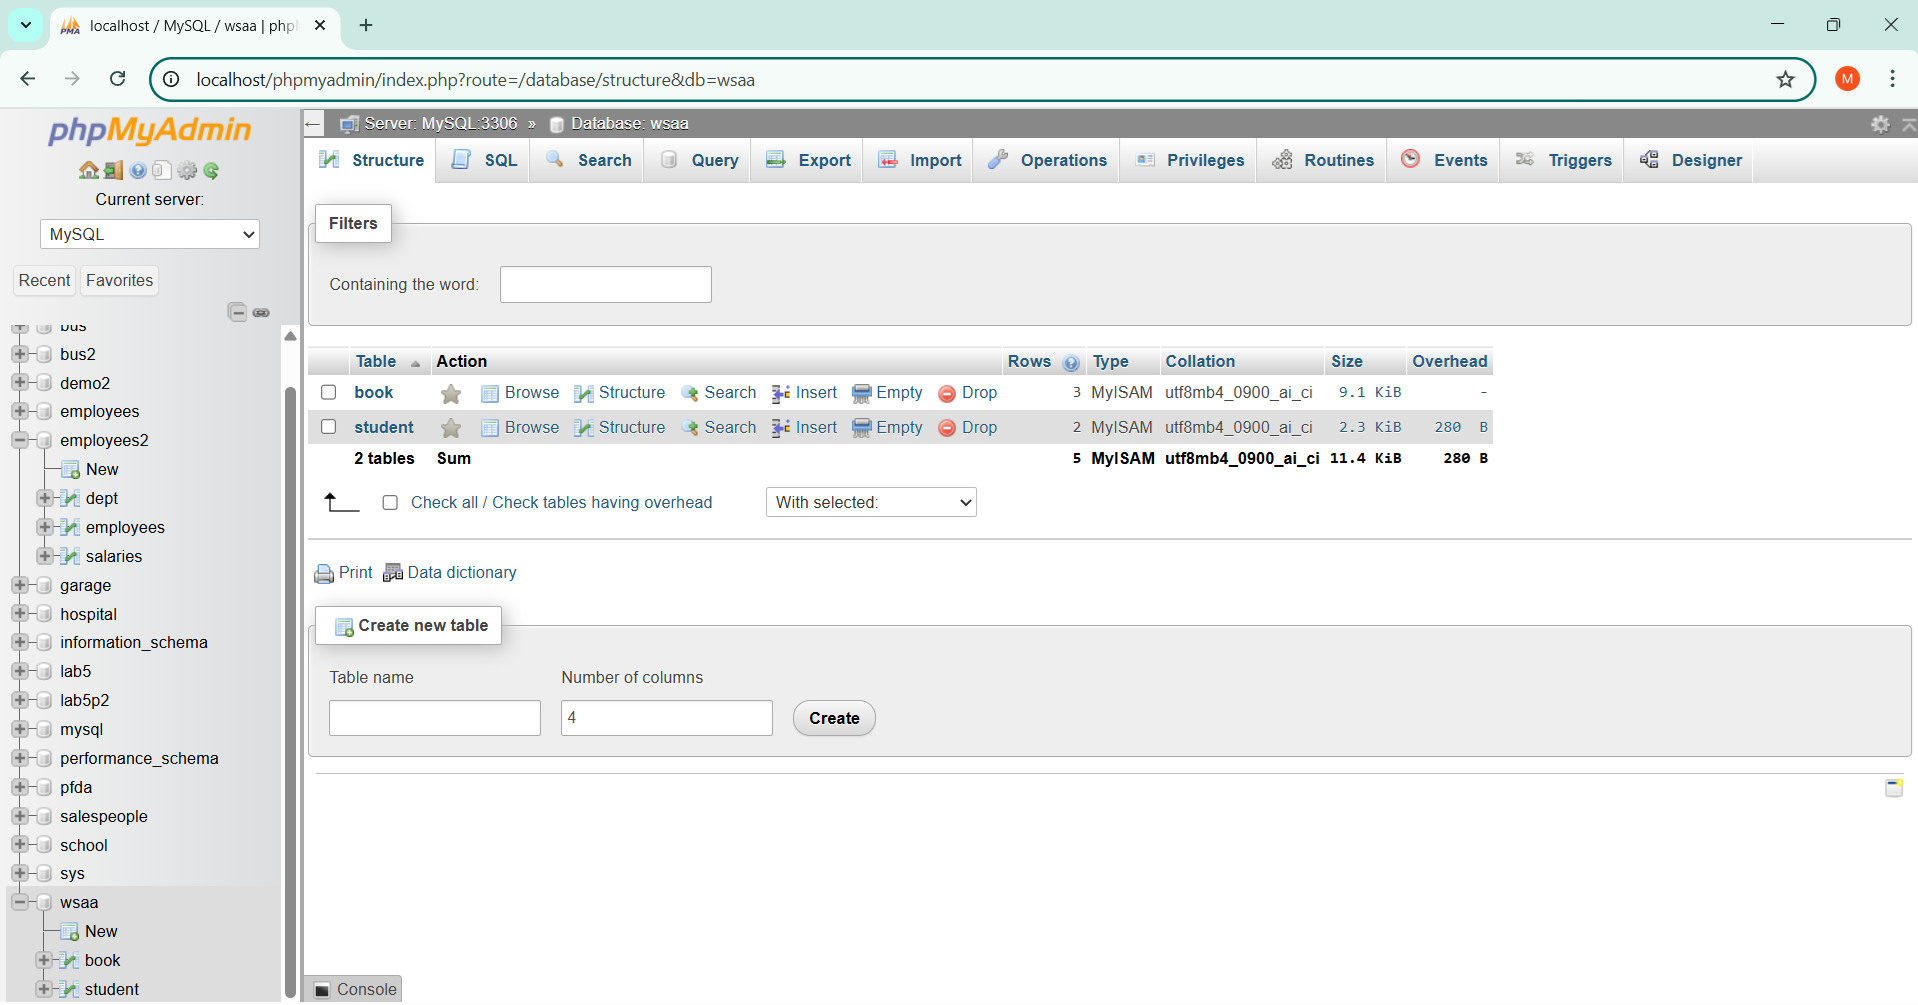 localhost / MySQL / wsaa | php
localhost/phpmyadmin/index.php?route=/database/structure&db=wsaa
M
phpMyAdmin
Current server:
MySQL
Recent
Favorites
bus
bus2
demo2
employees
employees2
New
dept
employees
salaries
garage
hospital
information_schema
lab5
lab5p2
mysql
performance_schema
pfda
salespeople
school
sys
wsaa
New
book
student
Server: MySQL:3306 » Database: wsaa
Structure SQL Search Query Export Import Operations Privileges Routines Events Triggers Designer
Filters
Containing the word:
Table Action Rows Type Collation Size Overhead
book Browse Structure Search Insert Empty Drop 3 MyISAM utf8mb4_0900_ai_ci 9.1 KiB -
student Browse Structure Search Insert Empty Drop 2 MyISAM utf8mb4_0900_ai_ci 2.3 KiB 280 B
2 tables Sum 5 MyISAM utf8mb4_0900_ai_ci 11.4 KiB 280 B
Check all / Check tables having overhead With selected:
Print Data dictionary
Create new table
Table name Number of columns
4 Create
Console